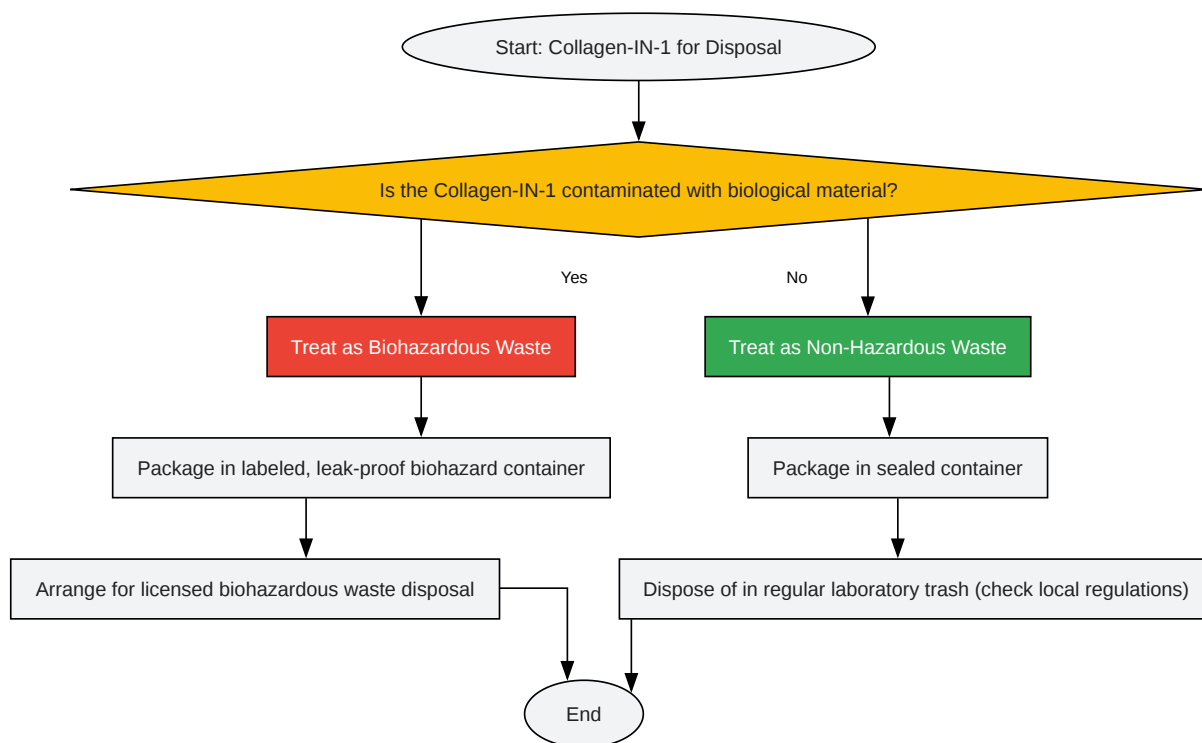 Start: Collagen-IN-1 for Disposal
Is the Collagen-IN-1 contaminated with biological material?
Yes
No
Treat as Biohazardous Waste
Treat as Non-Hazardous Waste
Package in labeled, leak-proof biohazard container
Package in sealed container
Arrange for licensed biohazardous waste disposal
Dispose of in regular laboratory trash (check local regulations)
End